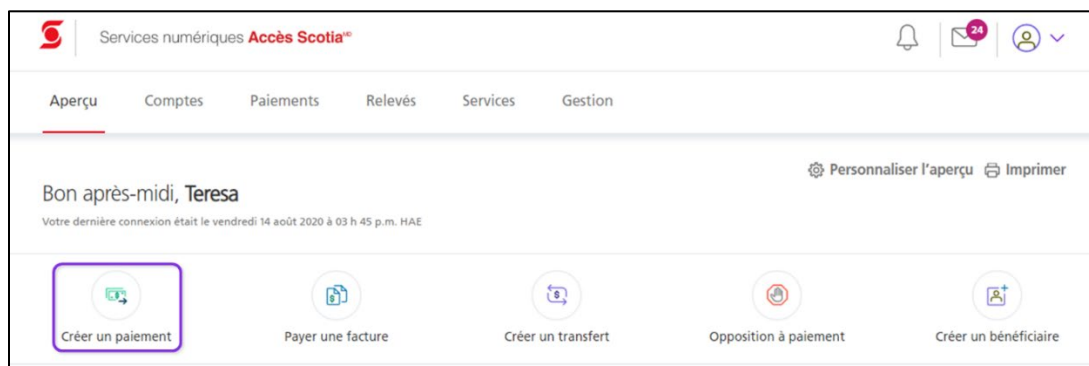 Services numériques Accès Scotia MD
24
Aperçu Comptes Paiements Relevés Services Gestion
Personnaliser l'aperçu Imprimer
Bon après-midi, Teresa
Votre dernière connexion était le vendredi 14 août 2020 à 03 h 45 p.m. HAE
Créer un paiement Payer une facture Créer un transfert Opposition à paiement Créer un bénéficiaire